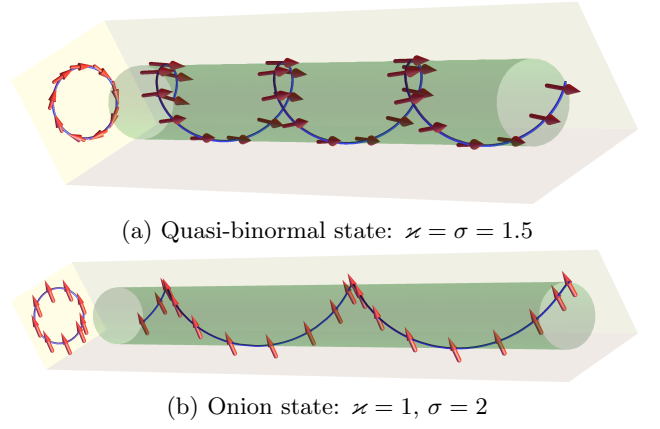 (a) Quasi-binormal state: ϰ = σ = 1.5
(b) Onion state: ϰ = 1, σ = 2